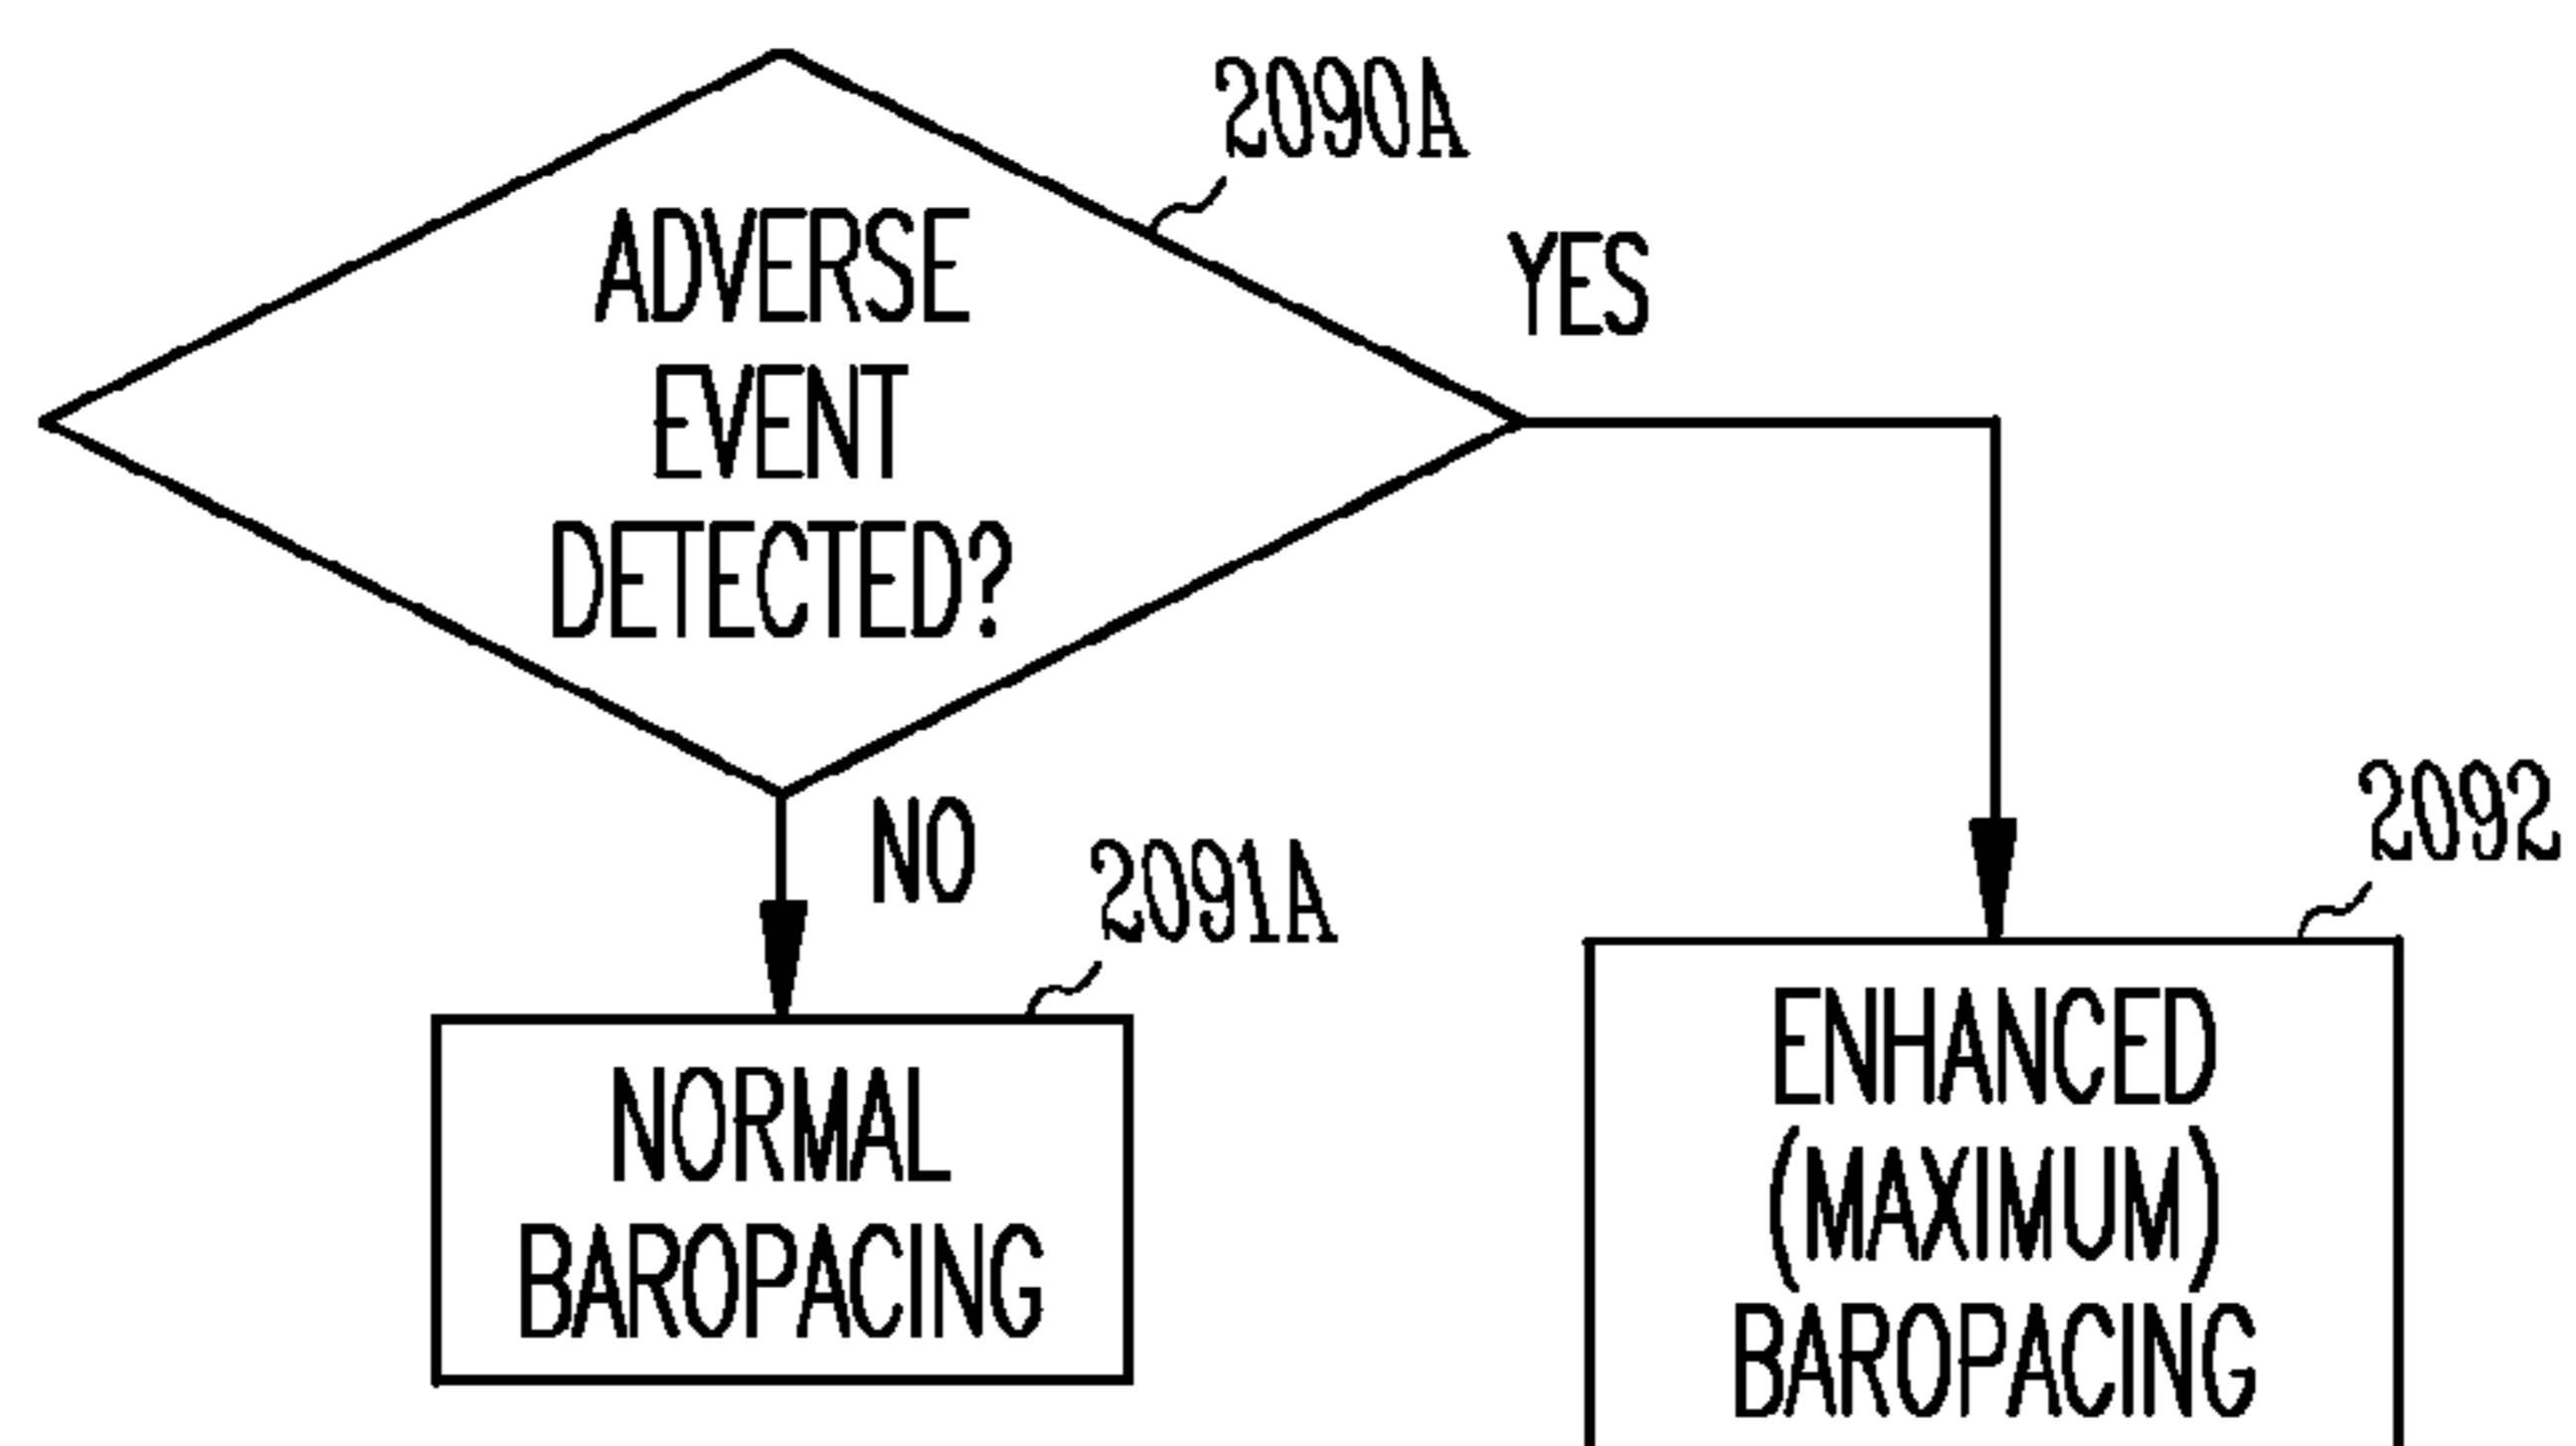 2090A
ADVERSE
EVENT
DETECTED?
YES
NO
2091A
NORMAL
BAROPACING
2092
ENHANCED
(MAXIMUM)
BAROPACING